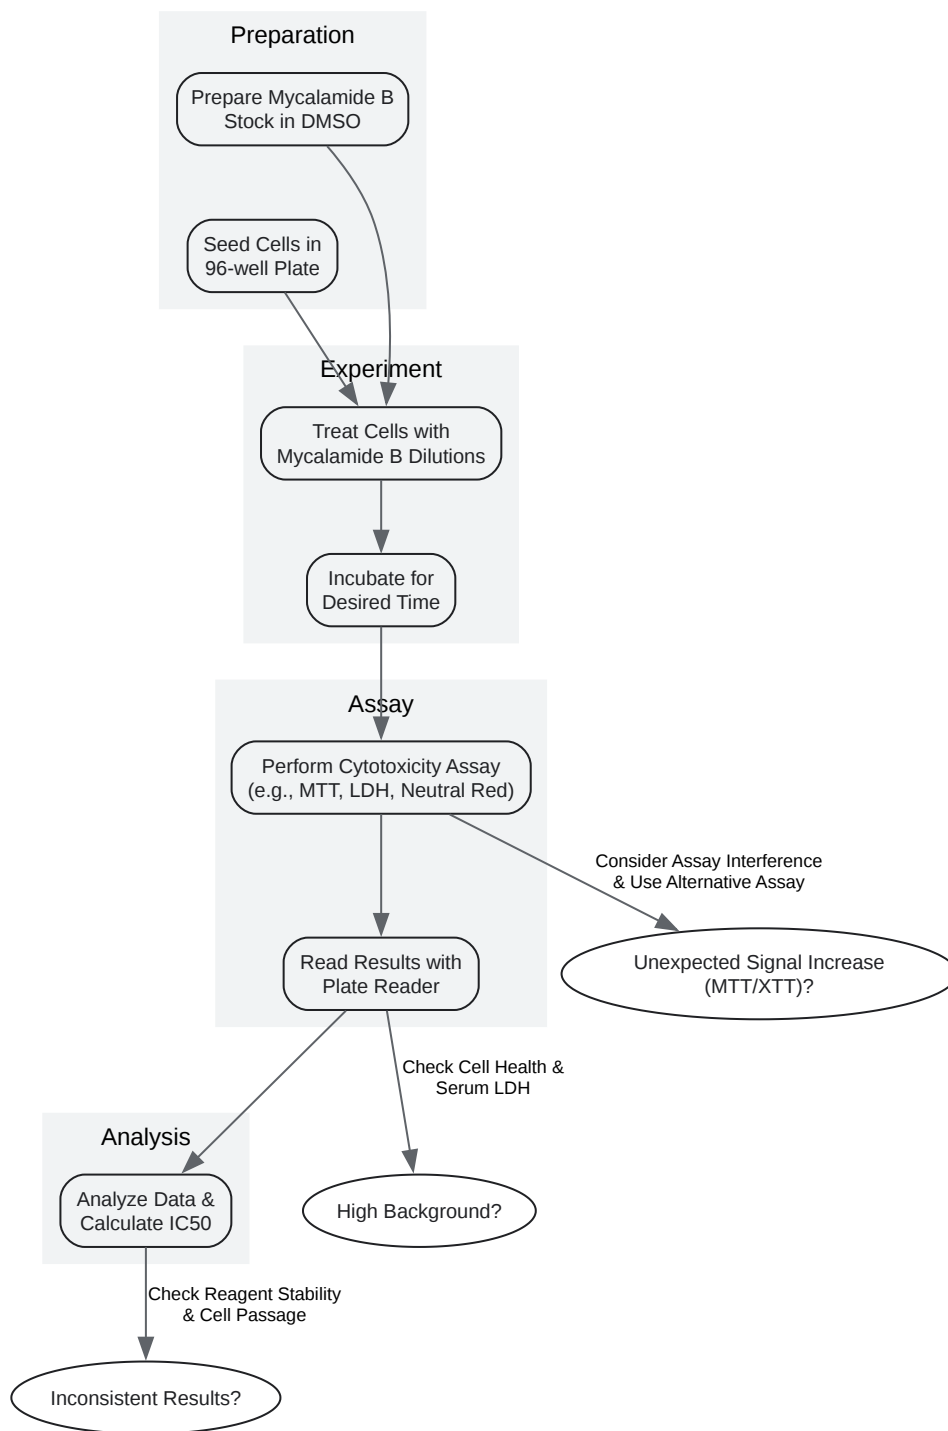 Preparation
Prepare Mycalamide B
Stock in DMSO
Seed Cells in
96-well Plate
Experiment
Treat Cells with
Mycalamide B Dilutions
Incubate for
Desired Time
Assay
Perform Cytotoxicity Assay
(e.g., MTT, LDH, Neutral Red)
Consider Assay Interference
& Use Alternative Assay
Read Results with
Plate Reader
Unexpected Signal Increase
(MTT/XTT)?
Check Cell Health &
Serum LDH
Analysis
Analyze Data &
Calculate IC50
High Background?
Check Reagent Stability
& Cell Passage
Inconsistent Results?